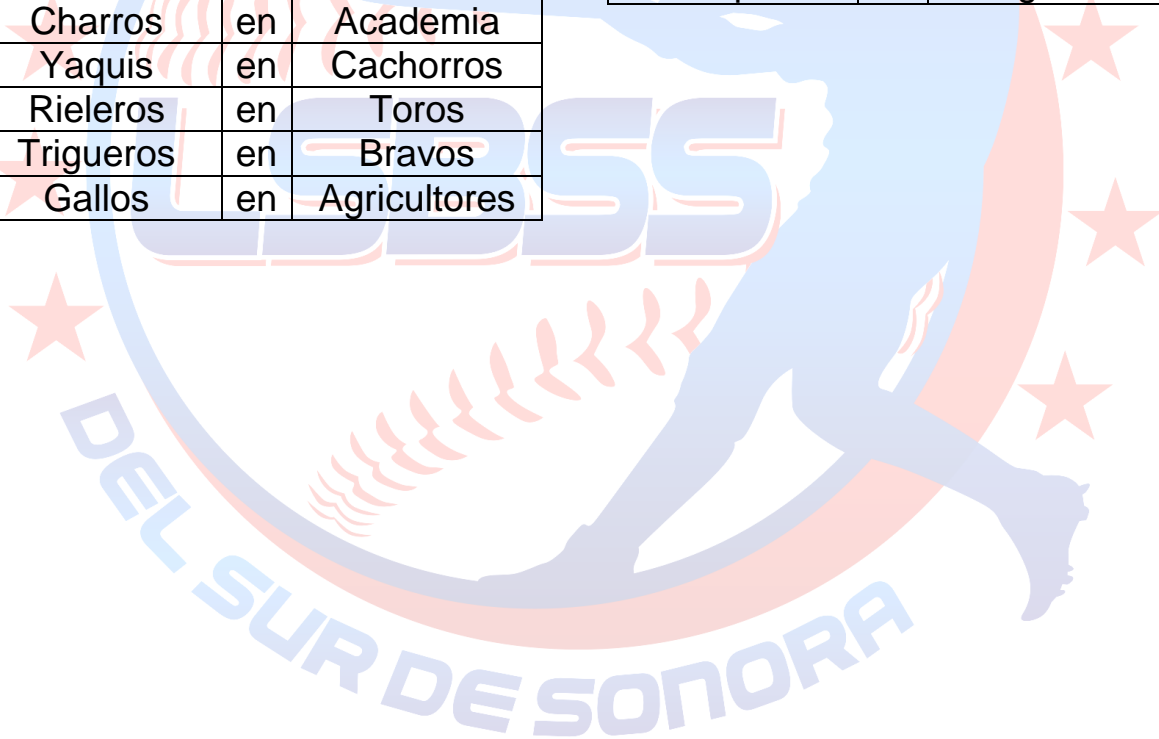 Charros en Academia
Yaquis en Cachorros
Rieleros en Toros
Trigueros en Bravos
Gallos en Agricultores
LSBSS
DEL SUR DE SONORA